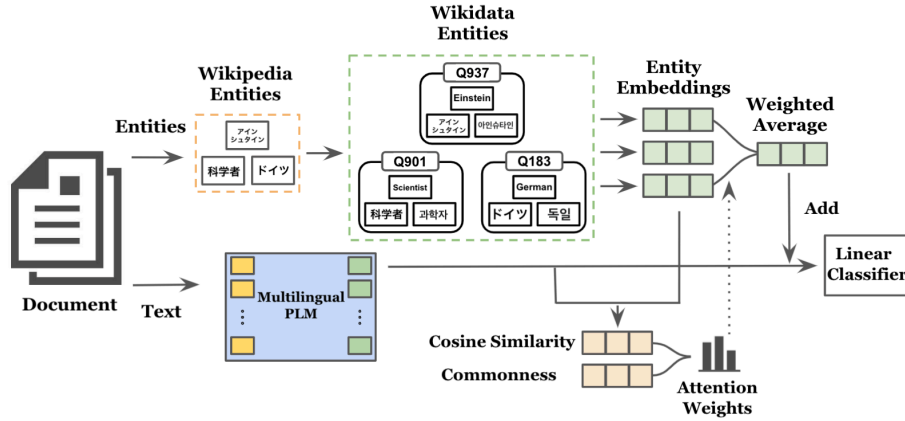 Wikidata
Entities
Q937
Einstein
アイン
シュタイン
아인슈타인
Q901
Scientist
科学者
과학자
Q183
German
ドイツ
독일
Wikipedia
Entities
アイン
シュタイン
科学者
ドイツ
Entities
Entity
Embeddings
Weighted
Average
Add
Linear
Classifier
Document
Text
Multilingual
PLM
Cosine Similarity
Commonness
Attention
Weights